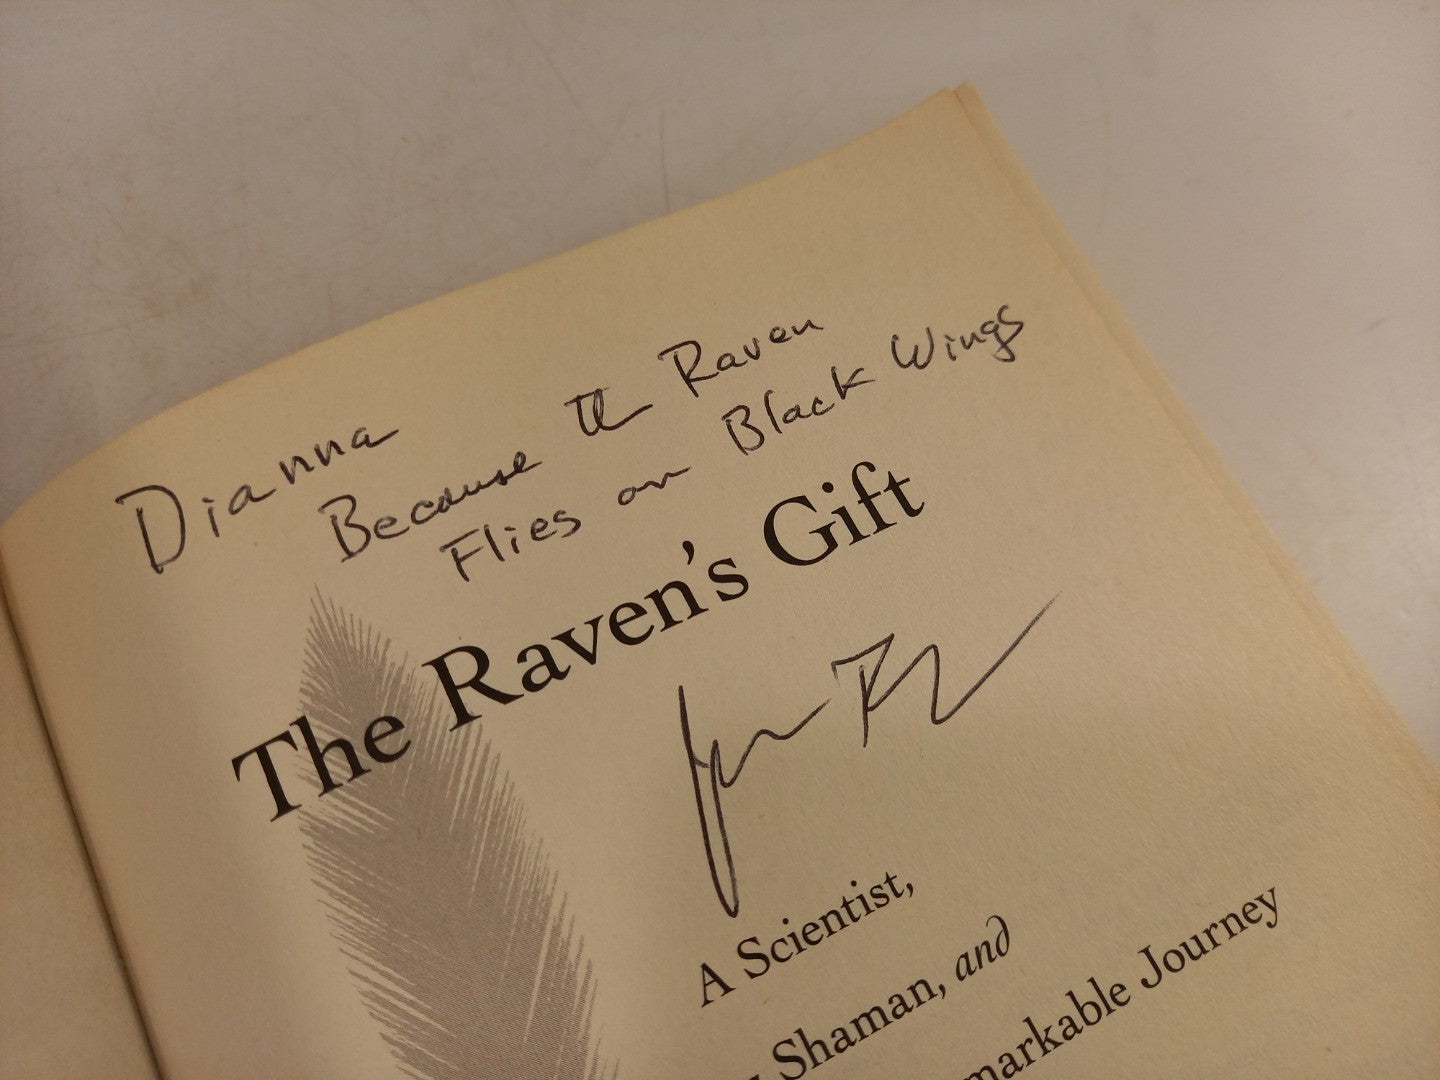 Dianna
Because the Raven
Flies on Black Wings
The Raven's Gift
A Scientist,
Shaman, and
Journey